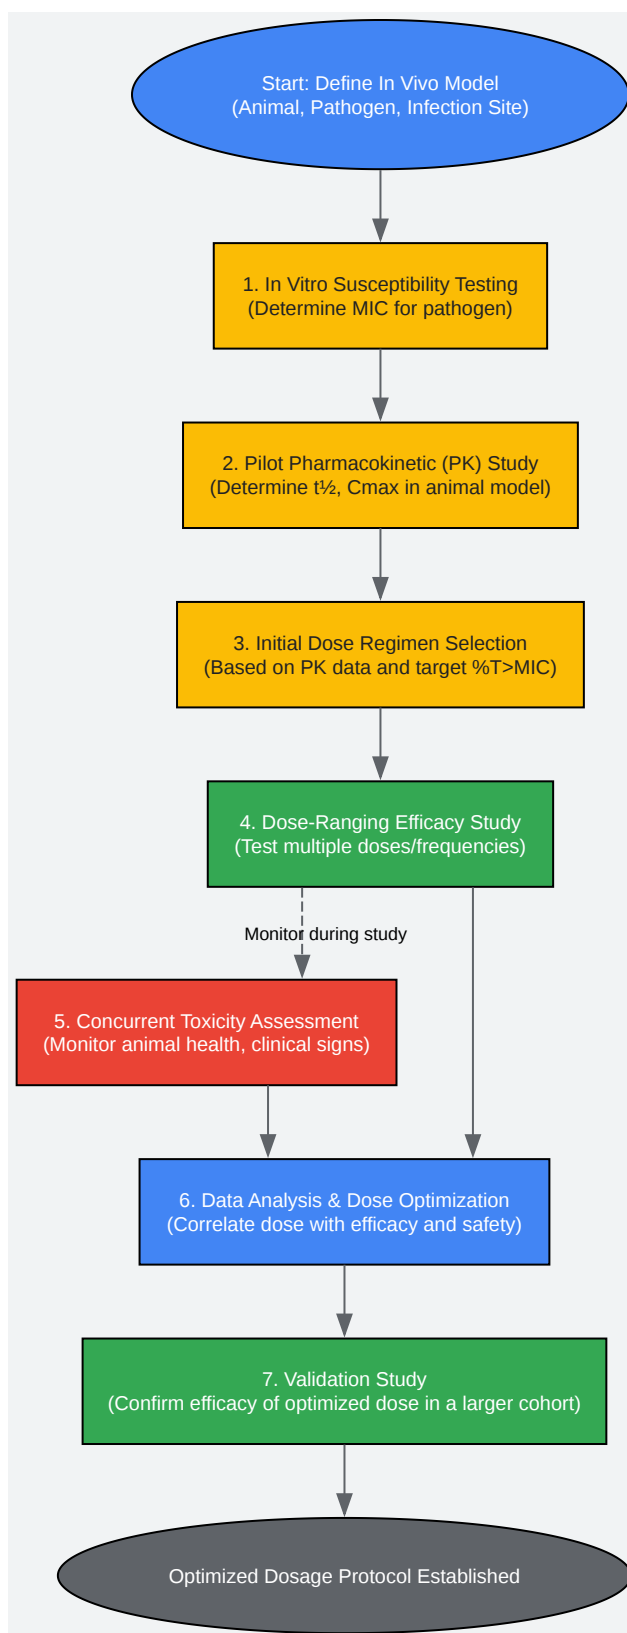 Start: Define In Vivo Model
(Animal, Pathogen, Infection Site)
1. In Vitro Susceptibility Testing
(Determine MIC for pathogen)
2. Pilot Pharmacokinetic (PK) Study
(Determine t½, Cmax in animal model)
3. Initial Dose Regimen Selection
(Based on PK data and target %T>MIC)
4. Dose-Ranging Efficacy Study
(Test multiple doses/frequencies)
Monitor during study
5. Concurrent Toxicity Assessment
(Monitor animal health, clinical signs)
6. Data Analysis & Dose Optimization
(Correlate dose with efficacy and safety)
7. Validation Study
(Confirm efficacy of optimized dose in a larger cohort)
Optimized Dosage Protocol Established